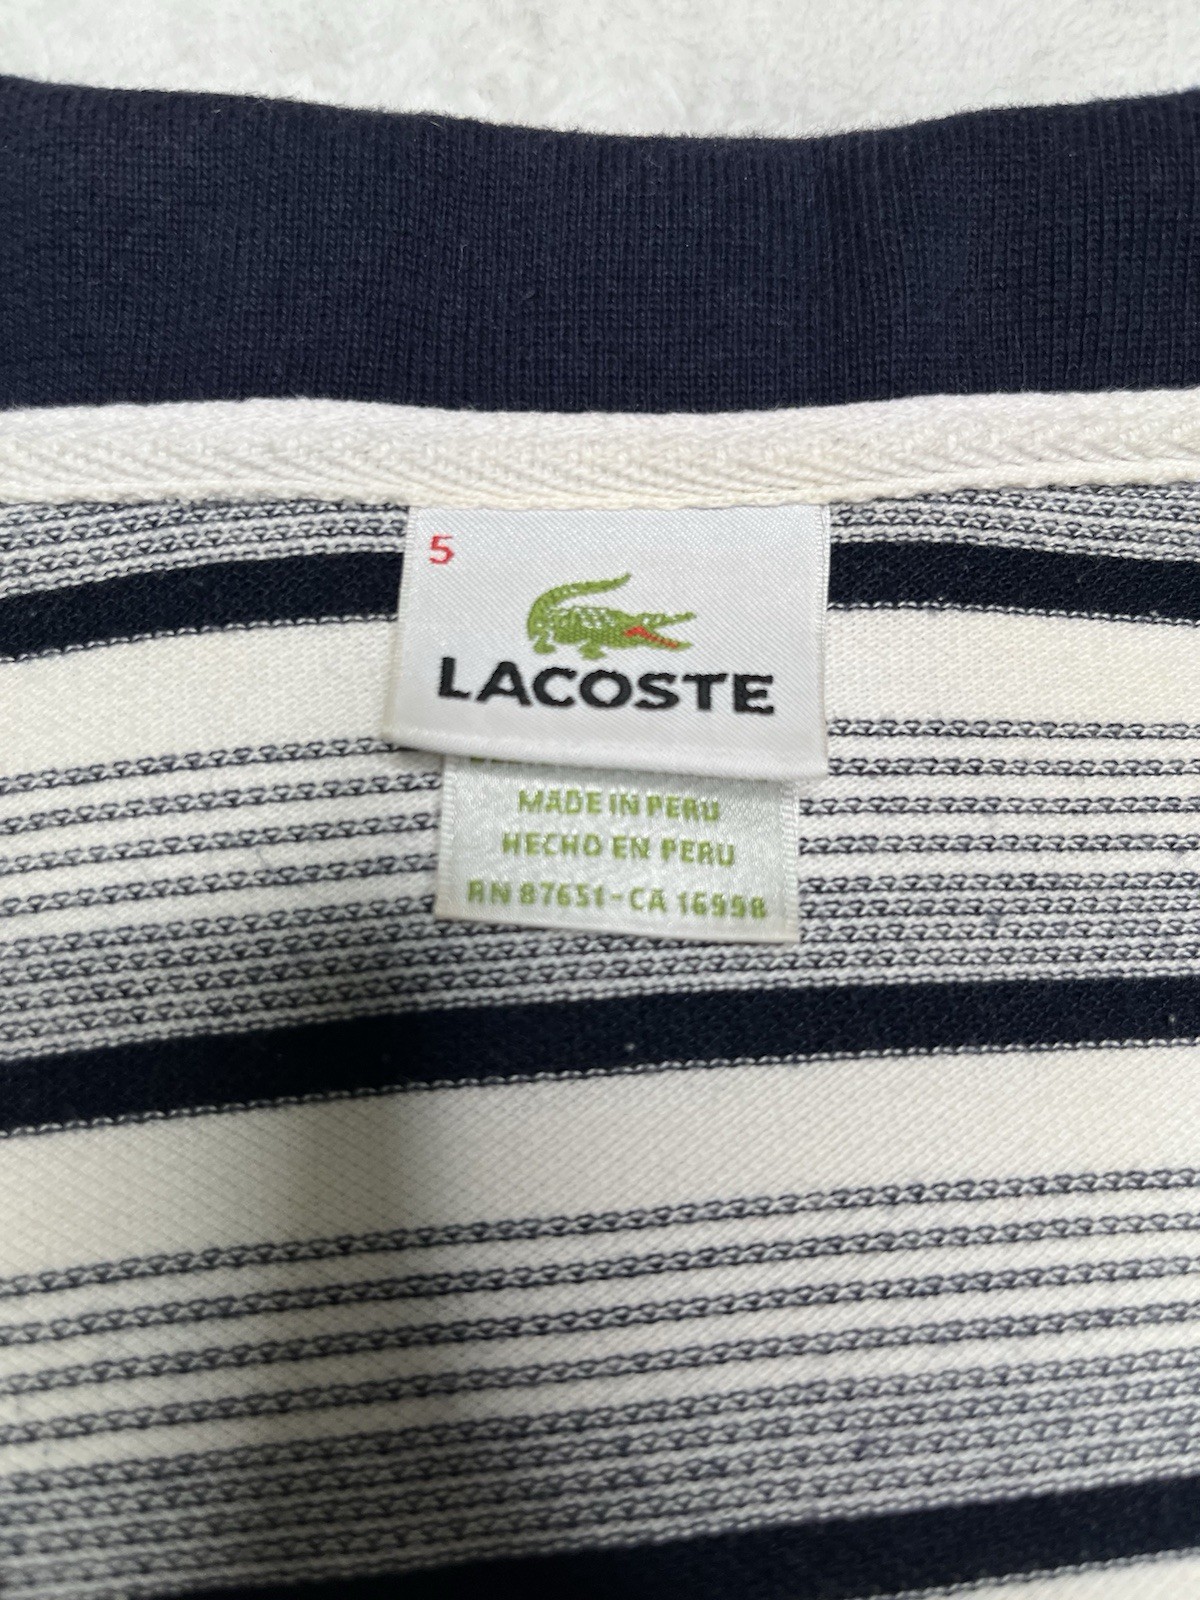 5
LACOSTE
MADE IN PERU
HECHO EN PERU
RN 87651-CA 16998